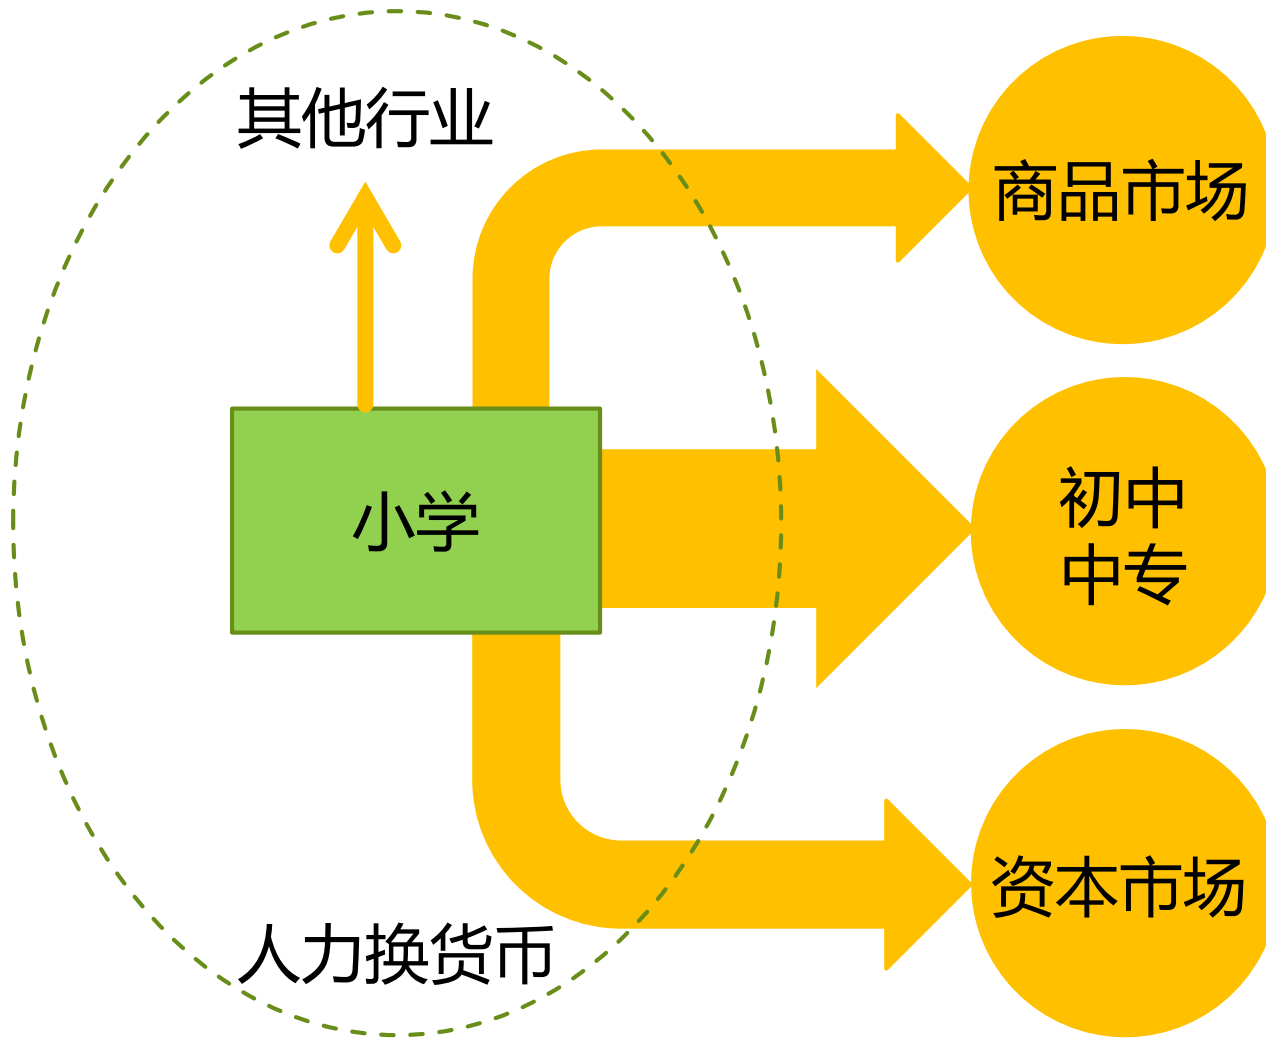 其他行业
商品市场
小学
初中
中专
资本市场
人力换货币